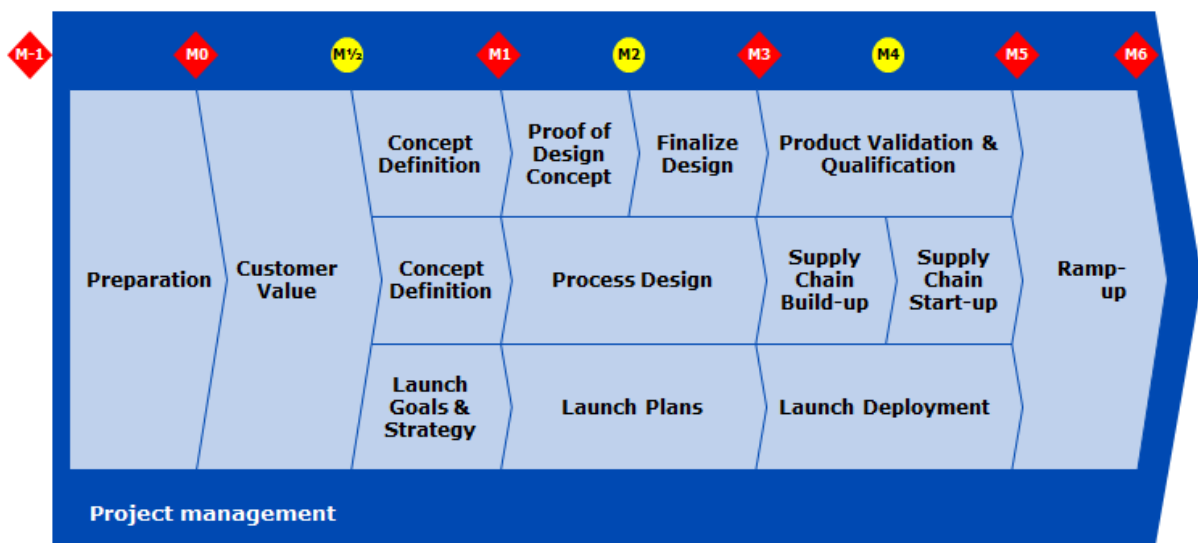 M-1 M0 M½ M1 M2 M3 M4 M5 M6
Concept
Definition
Proof of
Design
Concept
Finalize
Design
Product Validation &
Qualification
Preparation
Customer
Value
Concept
Definition
Process Design
Supply
Chain
Build-up
Supply
Chain
Start-up
Ramp-
up
Launch
Goals &
Strategy
Launch Plans
Launch Deployment
Project management